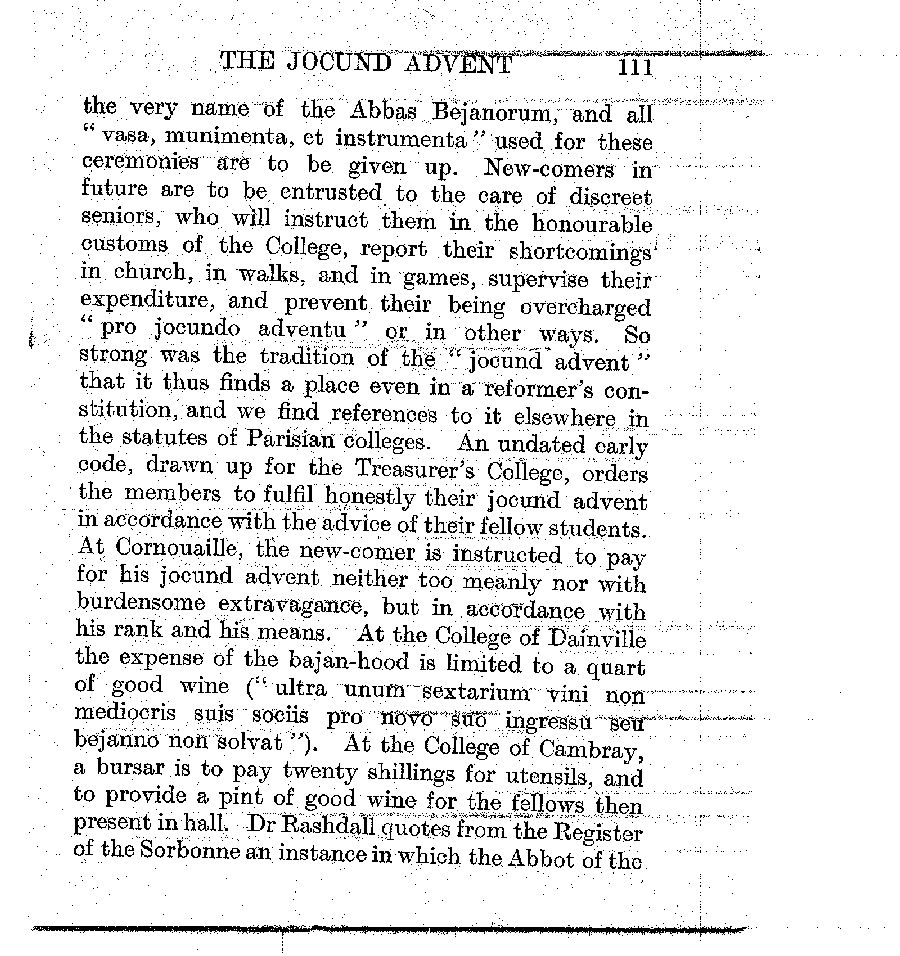 THE JOCUND ADVENT 111
the very name of the Abbas Bejanorum, and all
“ vasa, munimenta, et instrumenta ” used for these
ceremonies are to be given up. New-comers in
future are to be entrusted to the care of discreet
seniors, who will instruct them in the honourable
customs of the College, report their shortcomings
in church, in walks, and in games, supervise their
expenditure, and prevent their being overcharged
“ pro jocundo adventu ” or in other ways. So
strong was the tradition of the “ jocund advent ”
that it thus finds a place even in a reformer's con-
stitution, and we find references to it elsewhere in
the statutes of Parisian colleges. An undated early
code, drawn up for the Treasurer's College, orders
the members to fulfil honestly their jocund advent
in accordance with the advice of their fellow students.
At Cornouaille, the new-comer is instructed to pay
for his jocund advent neither too meanly nor with
burdensome extravagance, but in accordance with
his rank and his means. At the College of Dainville
the expense of the bajan-hood is limited to a quart
of good wine (“ ultra unum sextarium vini non
mediocris suis sociis pro novo suo ingressu seu
bejanno non solvat ”). At the College of Cambray,
a bursar is to pay twenty shillings for utensils, and
to provide a pint of good wine for the fellows then
present in hall. Dr Rashdall quotes from the Register
of the Sorbonne an instance in which the Abbot of the